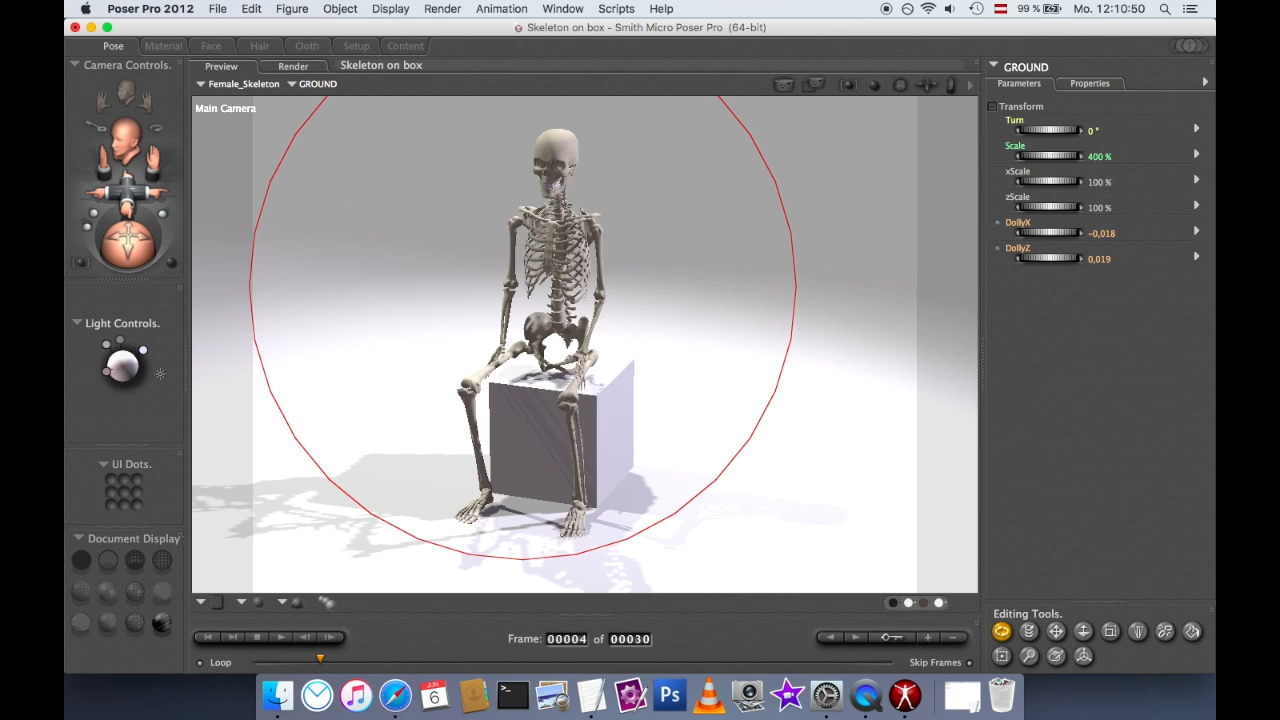 Poser Pro 2012 File Edit Figure Object Display Render Animation Window Scripts Help 99 % Mo. 12:10:50
Skeleton on box - Smith Micro Poser Pro (64-bit)
Pose Material Face Hair Cloth Setup Content
Camera Controls.
Preview Render Skeleton on box
Female_Skeleton GROUND
Main Camera
GROUND
Parameters Properties
Transform
Turn
0 °
Scale
400 %
xScale
100 %
zScale
100 %
DollyX
-0,018
DollyZ
0,019
Light Controls.
UI Dots.
Document Display
Frame: 00004 of 00030
Loop
Skip Frames
Editing Tools.
JUN
6
Ps